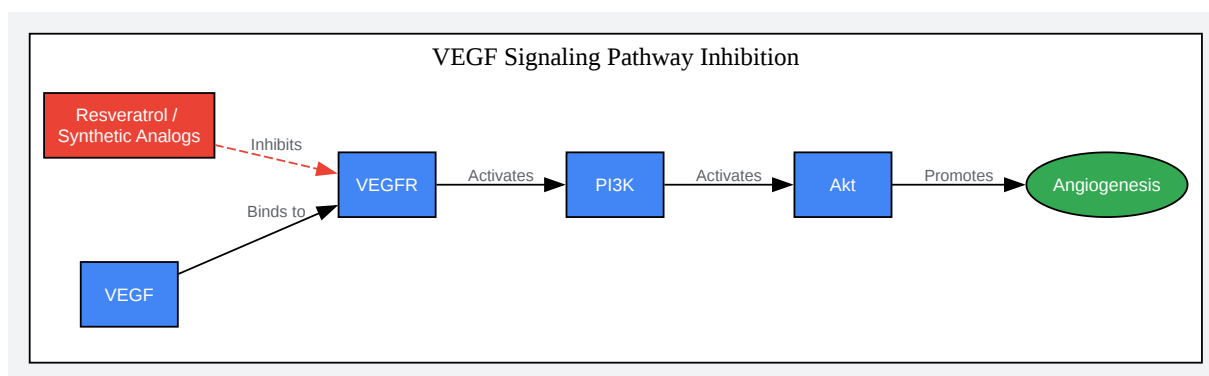 VEGF Signaling Pathway Inhibition
Resveratrol /
Synthetic Analogs
Inhibits
VEGFR
Activates
PI3K
Activates
Akt
Promotes
Angiogenesis
Binds to
VEGF